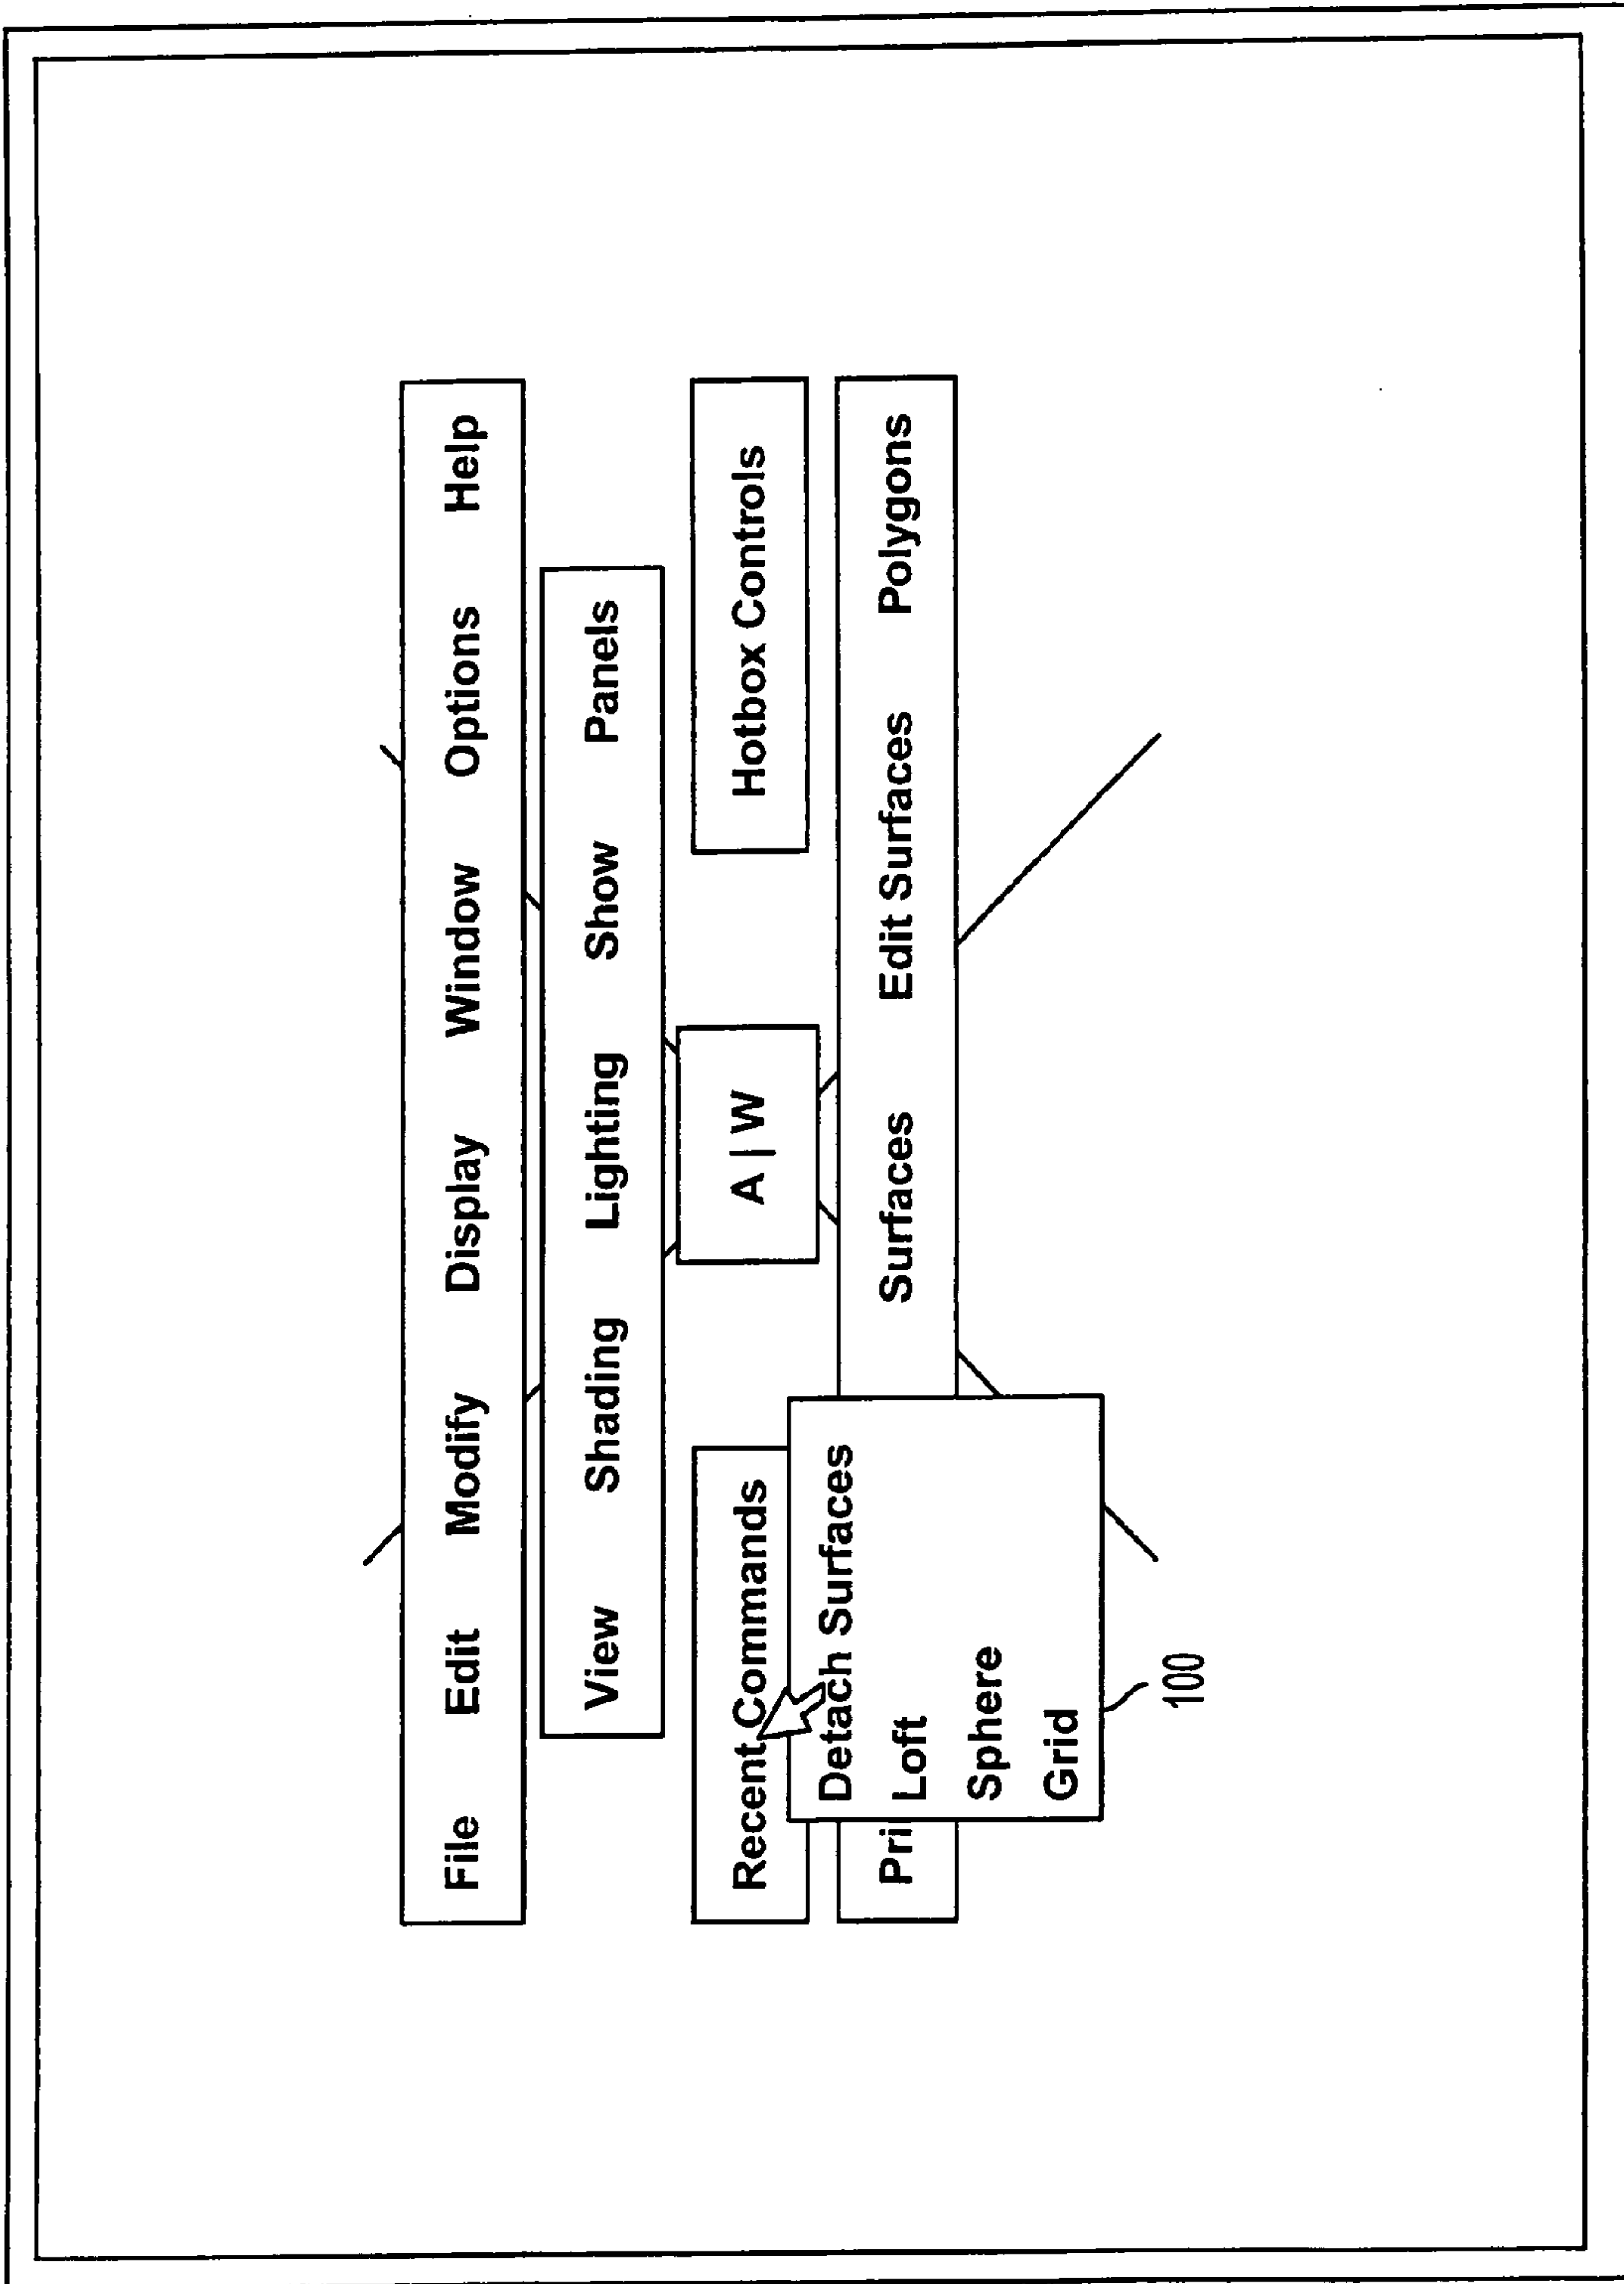 File Edit Modify Display Window Options Help
View Shading Lighting Show Panels
Recent Commands A | W Hotbox Controls
Pri Surfaces Edit Surfaces Polygons
Detach Surfaces
Loft
Sphere
Grid
100